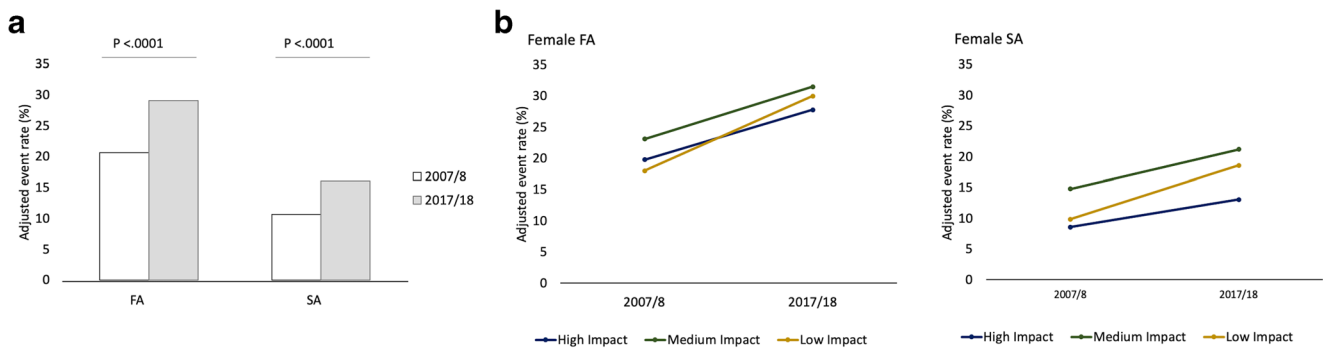 a
P <.0001
P <.0001
Adjusted event rate (%)
35
30
25
20
15
10
5
0
FA
SA
2007/8
2017/18
b
Female FA
Adjusted event rate (%)
35
30
25
20
15
10
5
0
2007/8
2017/18
High Impact
Medium Impact
Low Impact
Female SA
Adjusted event rate (%)
35
30
25
20
15
10
5
0
2007/8
2017/18
High Impact
Medium Impact
Low Impact